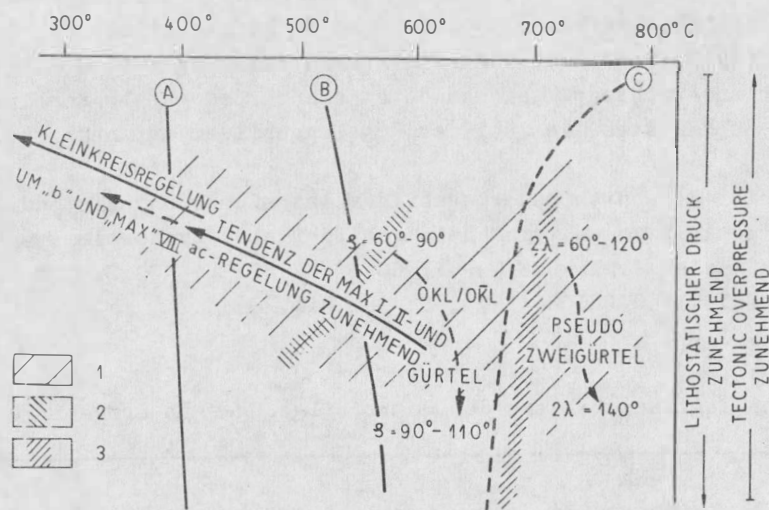 300° 400° 500° 600° 700° 800° C
A B C
KLEINKREISREGELUNG
UM „b" UND „MAX" VIII
TENDENZ DER MAX I/II-UND
ac-REGELUNG ZUNEHMEND
ϑ=60°-90°
OKL/OK̄L
GÜRTEL
ϑ=90°-110°
2λ=60°-120°
PSEUDO
ZWEIGÜRTEL
2λ=140°
1
2
3
LITHOSTATISCHER DRUCK
ZUNEHMEND
TECTONIC OVERPRESSURE
ZUNEHMEND